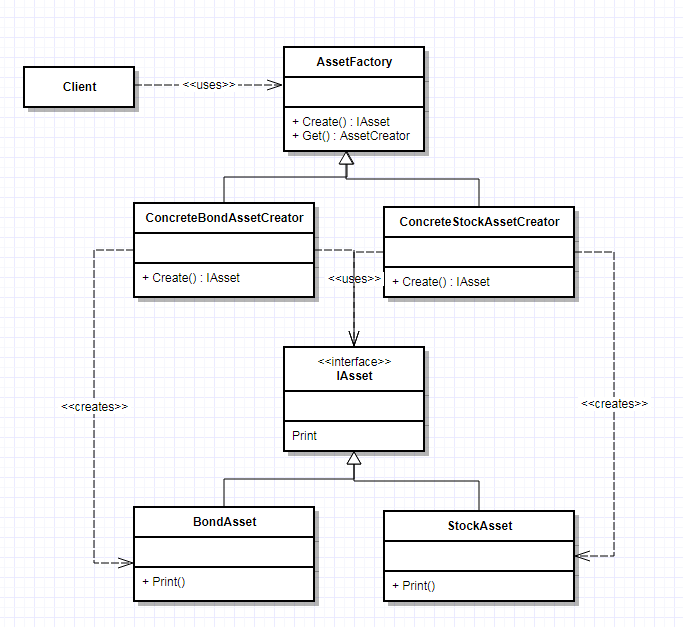 AssetFactory
Client
<<uses>>
+ Create() : IAsset
+ Get() : AssetCreator
ConcreteBondAssetCreator
+ Create() : IAsset
ConcreteStockAssetCreator
+ Create() : IAsset
<<uses>>
<<interface>>
IAsset
Print
<<creates>>
<<creates>>
BondAsset
+ Print()
StockAsset
+ Print()